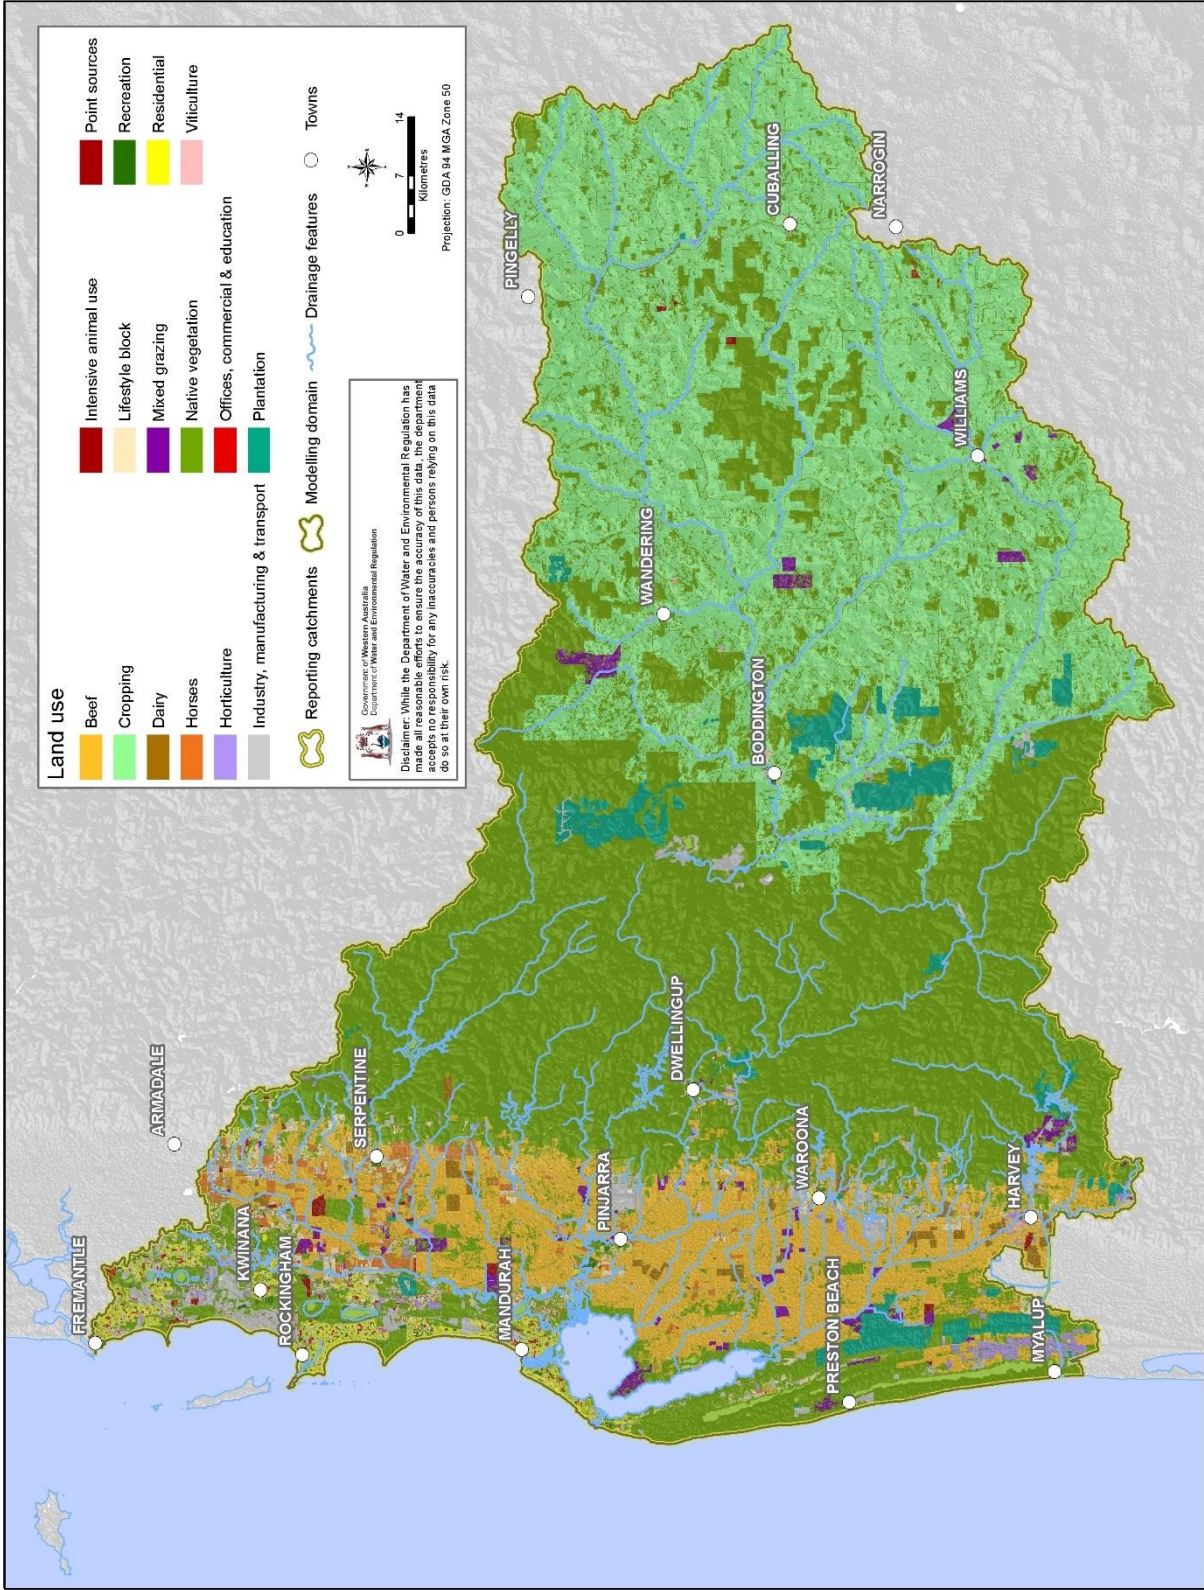 Land use
Beef
Cropping
Dairy
Horses
Horticulture
Industry, manufacturing & transport
Intensive animal use
Lifestyle block
Mixed grazing
Native vegetation
Offices, commercial & education
Plantation
Point sources
Recreation
Residential
Viticulture
Reporting catchments
Modelling domain
Drainage features
Towns
Government of Western Australia
Department of Water and Environmental Regulation
Disclaimer: While the Department of Water and Environmental Regulation has
made all reasonable efforts to ensure the accuracy of this data, the department
accepts no responsibility for any inaccuracies and persons relying on this data
do so at their own risk.
0 7 14
Kilometres
Projection: GDA 94 MGA Zone 50
FREMANTLE
ARMADALE
KWINANA
ROCKINGHAM
SERPENTINE
MANDURAH
PINJARRA
DWELLINGUP
WAROONA
PRESTON BEACH
HARVEY
MYALUP
BODDINGTON
WANDERING
PINGELLY
CUBALLING
NARROGIN
WILLIAMS